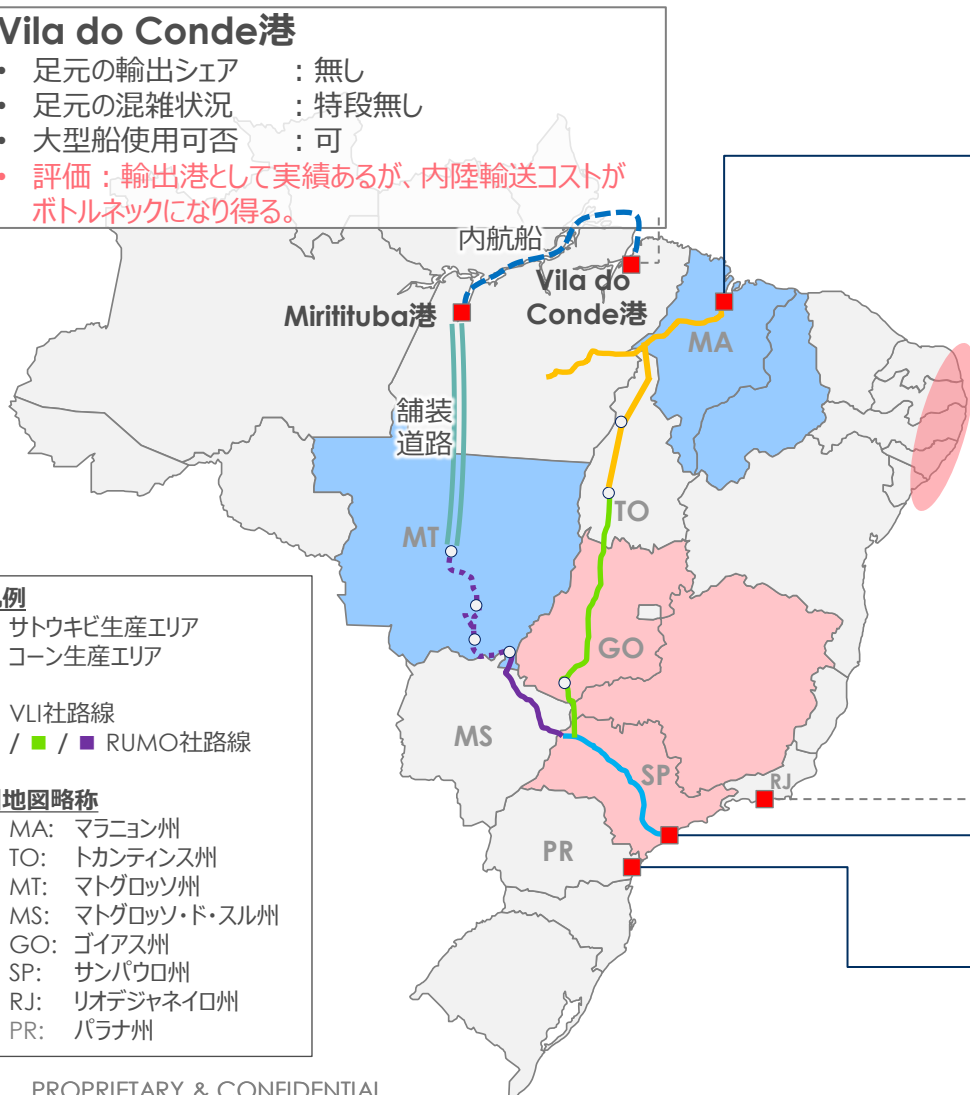 Vila do Conde港
• 足元の輸出シェア ：無し
• 足元の混雑状況 ：特段無し
• 大型船使用可否 ：可
• 評価：輸出港として実績あるが、内陸輸送コストが
ボトルネックになり得る。
内航船
Vila do
Conde港
Miritituba港
MA
舗装
道路
TO
MT
GO
MS
SP
RJ
PR
例
サトウキビ生産エリア
コーン生産エリア
VLI社路線
/ ■ / ■ RUMO社路線
地図略称
MA: マラニョン州
TO: トカンティンス州
MT: マトグロッソ州
MS: マトグロッソ・ド・スル州
GO: ゴイアス州
SP: サンパウロ州
RJ: リオデジャネイロ州
PR: パラナ州
PROPRIETARY & CONFIDENTIAL